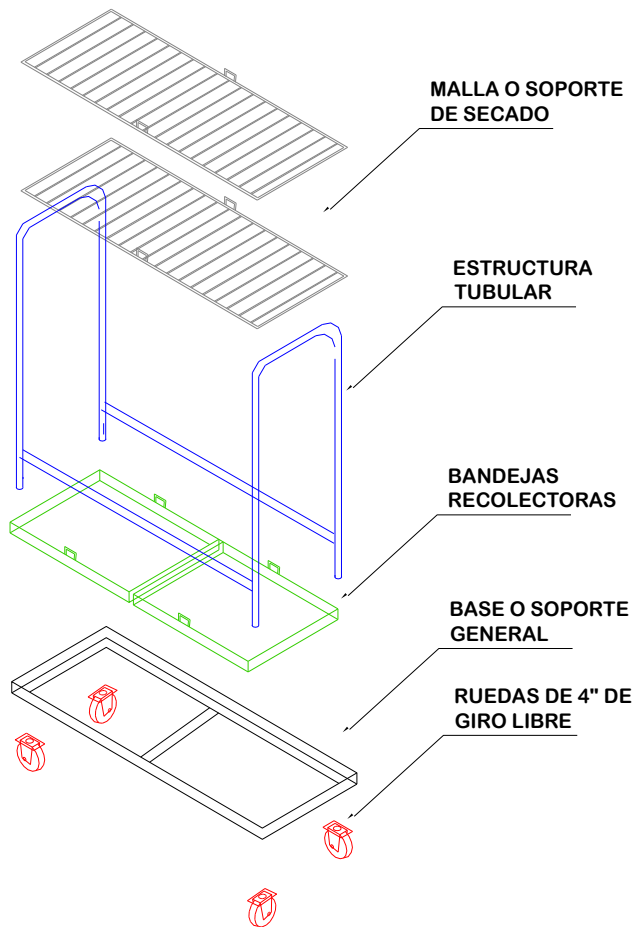 MALLA O SOPORTE
DE SECADO
ESTRUCTURA
TUBULAR
BANDEJAS
RECOLECTORAS
BASE O SOPORTE
GENERAL
RUEDAS DE 4" DE
GIRO LIBRE